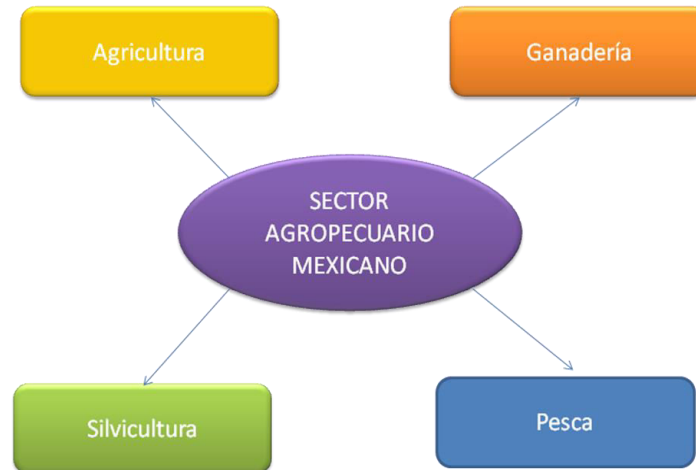 Agricultura
Ganadería
SECTOR
AGROPECUARIO
MEXICANO
Silvicultura
Pesca